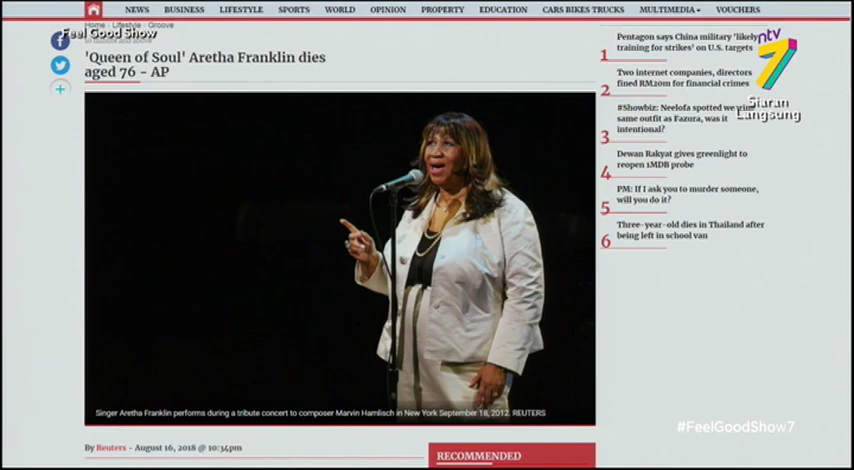 NEWS BUSINESS LIFESTYLE SPORTS WORLD OPINION PROPERTY EDUCATION CARS BIKES TRUCKS MULTIMEDIA VOUCHERS
Home Lifestyle Groove
Feel Good Show
'Queen of Soul' Aretha Franklin dies
aged 76 - AP
Singer Aretha Franklin performs during a tribute concert to composer Marvin Hamlisch in New York September 18, 2012. REUTERS
By Reuters - August 16, 2018 @ 10:34pm
RECOMMENDED
1
Pentagon says China military 'likely
training for strikes' on U.S. targets
2
Two internet companies, directors
fined RM20m for financial crimes
3
#Showbiz: Neelofa spotted
same outfit as Fazura, was it
intentional?
4
Dewan Rakyat gives greenlight to
reopen 1MDB probe
5
PM: If I ask you to murder someone,
will you do it?
6
Three-year-old dies in Thailand after
being left in school van
ntv
7
Siaran
Langsung
#FeelGoodShow7